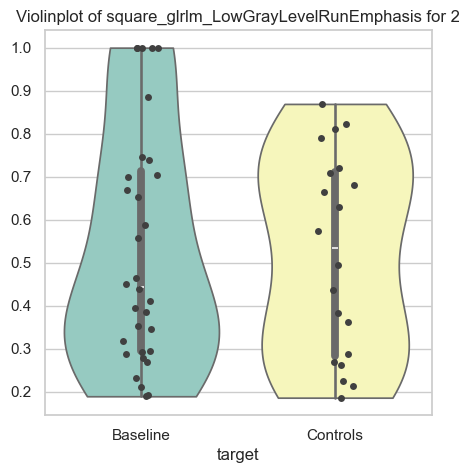 Violinplot of square_glrlm_LowGrayLevelRunEmphasis for 2
1.0
0.9
0.8
0.7
0.6
0.5
0.4
0.3
0.2
Baseline
Controls
target